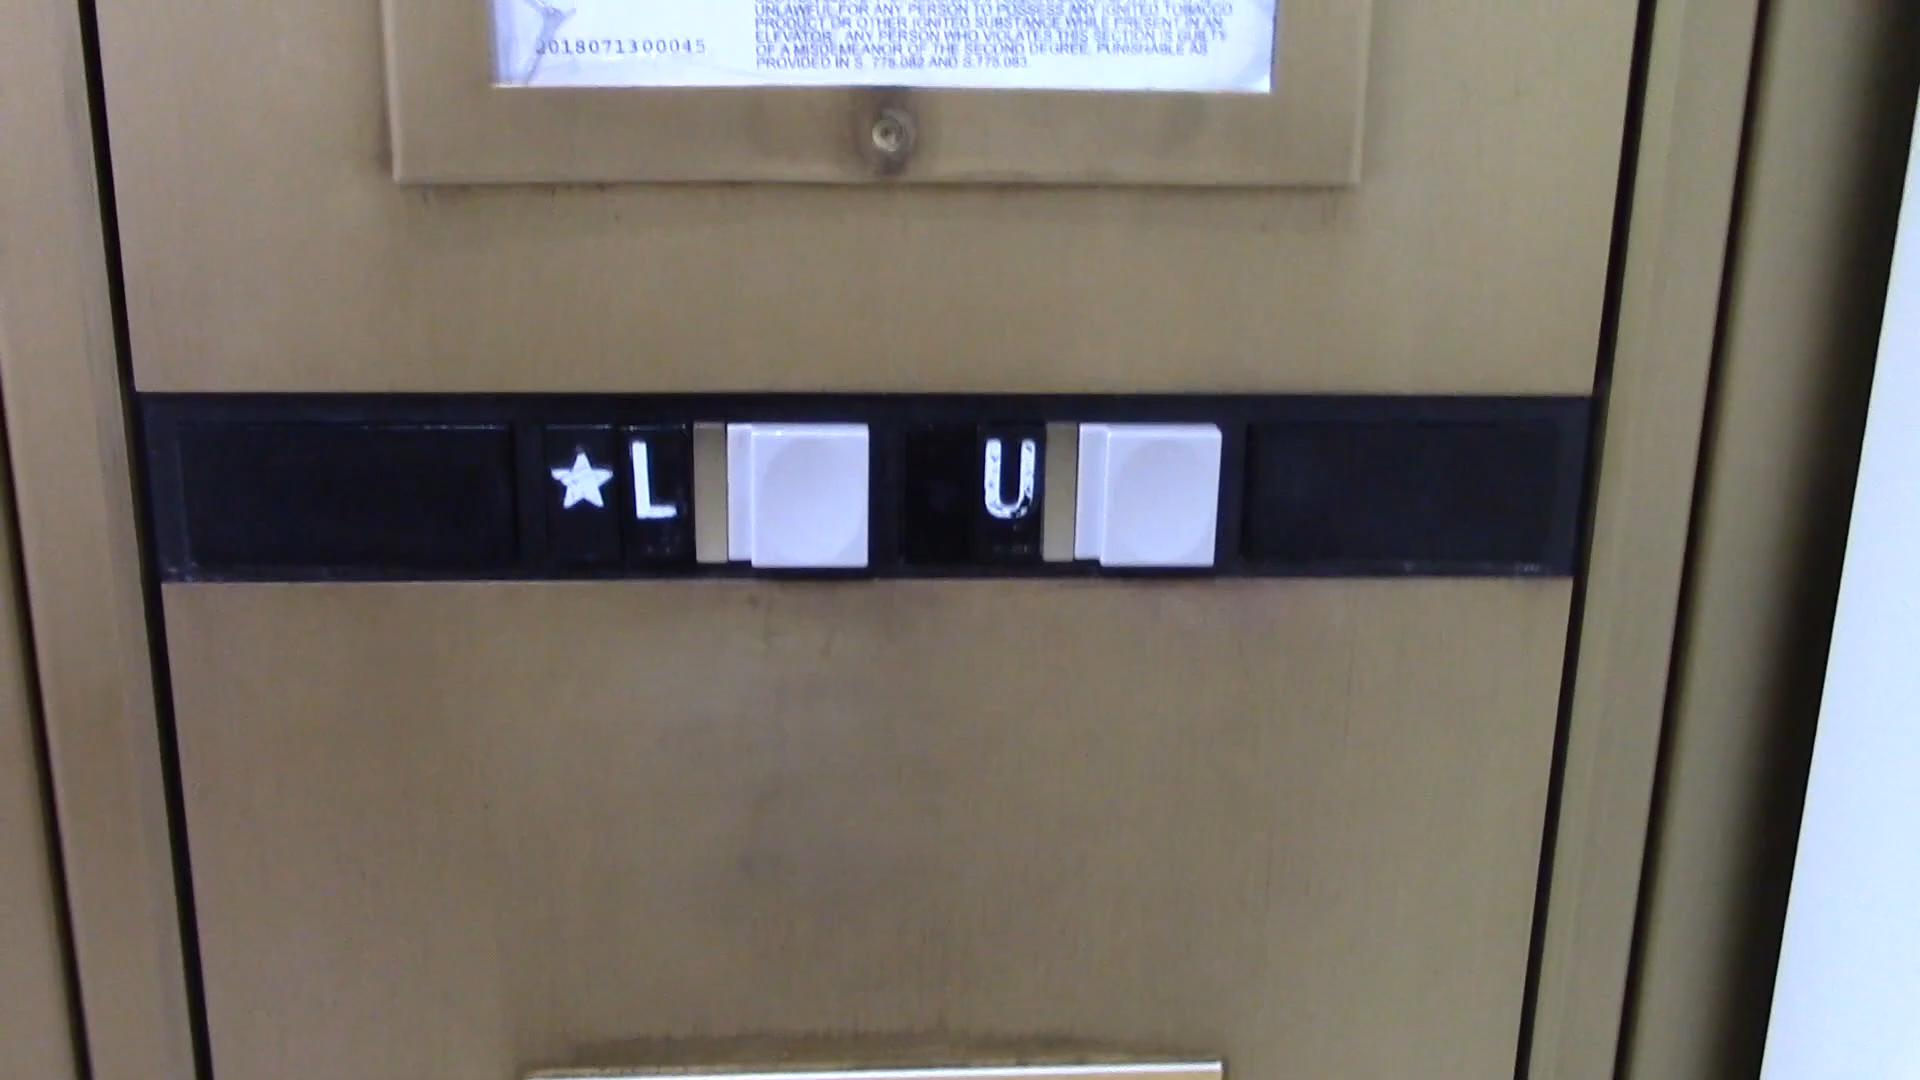 UNLAWFUL FOR ANY PERSON TO POSSESS ANY IGNITED TOBACCO
PRODUCT OR OTHER IGNITED SUBSTANCE WHILE PRESENT IN AN
ELEVATOR. ANY PERSON WHO VIOLATES THIS SECTION IS GUILTY
OF A MISDEMEANOR OF THE SECOND DEGREE, PUNISHABLE AS
PROVIDED IN S. 775.082 AND S.775.083.
2018071300045
★L
U